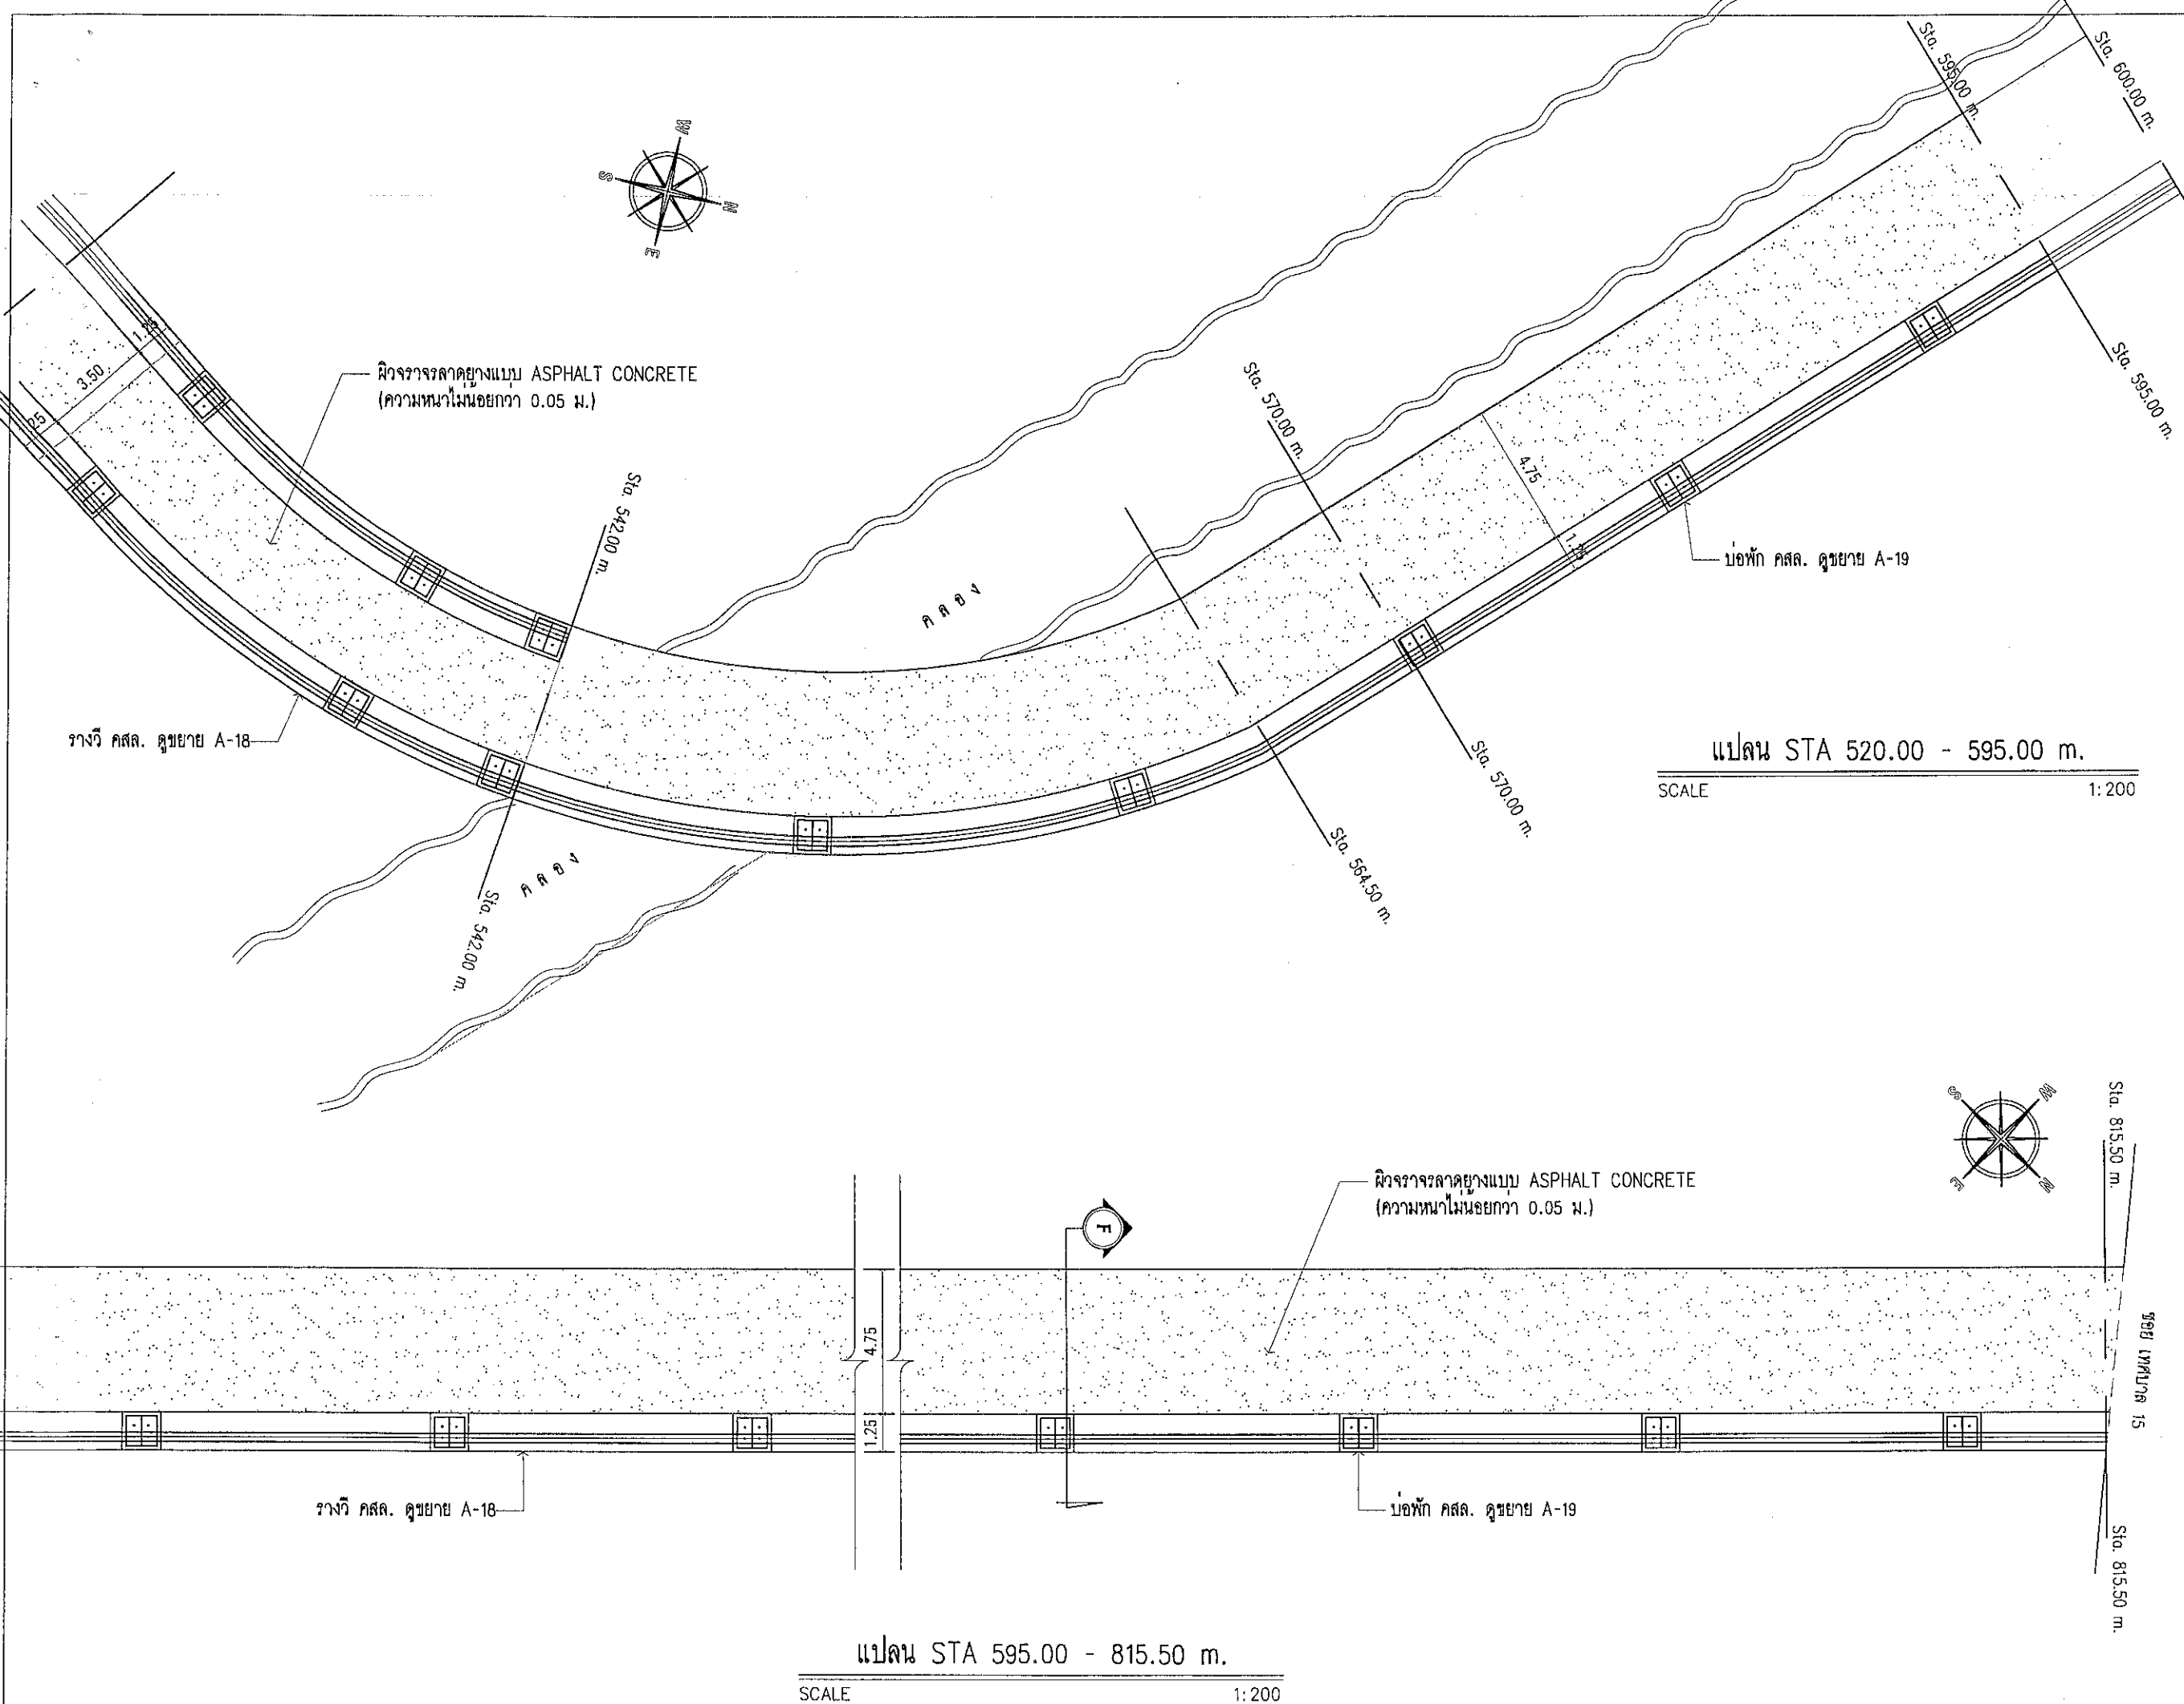 Sta. 595.00 m.
Sta. 600.00 m.
W
S
N
E
1.25
3.50
.25
ผิวจราจรลาดยางแบบ ASPHALT CONCRETE
(ความหนาไม่น้อยกว่า 0.05 ม.)
Sta. 542.00 m.
Sta. 570.00 m.
4.75
1.25
Sta. 595.00 m.
บ่อพัก คสล. ดูขยาย A-19
คลอง
รางวี คสล. ดูขยาย A-18
Sta. 570.00 m.
Sta. 564.50 m.
แปลน STA 520.00 - 595.00 m.
SCALE 1:200
คลอง
Sta. 542.00 m.
S
W
E
N
Sta. 815.50 m.
ผิวจราจรลาดยางแบบ ASPHALT CONCRETE
(ความหนาไม่น้อยกว่า 0.05 ม.)
F
4.75
1.25
ซอย เทศบาล 15
รางวี คสล. ดูขยาย A-18
บ่อพัก คสล. ดูขยาย A-19
Sta. 815.50 m.
แปลน STA 595.00 - 815.50 m.
SCALE 1:200